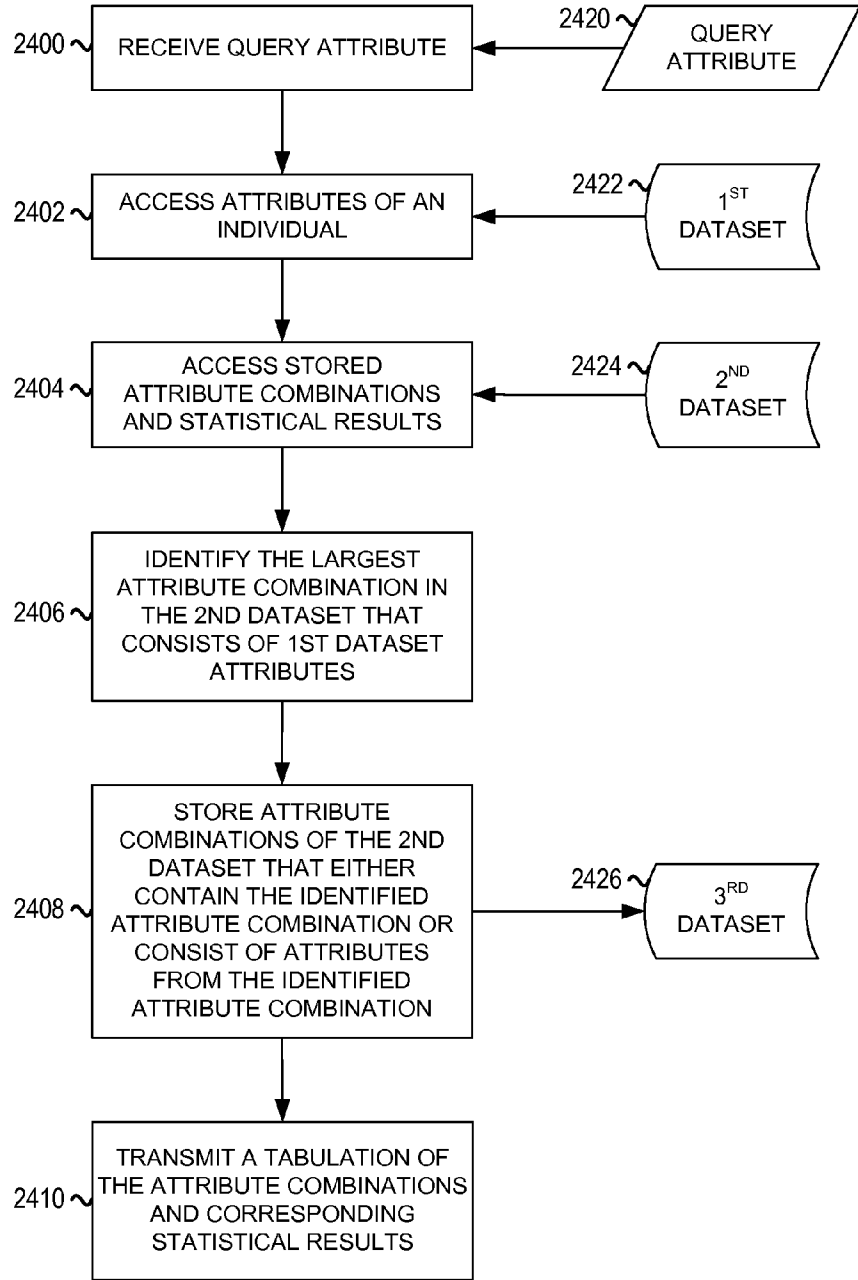 2400
RECEIVE QUERY ATTRIBUTE
2420
QUERY
ATTRIBUTE
2402
ACCESS ATTRIBUTES OF AN
INDIVIDUAL
2422
1ST
DATASET
2404
ACCESS STORED
ATTRIBUTE COMBINATIONS
AND STATISTICAL RESULTS
2424
2ND
DATASET
2406
IDENTIFY THE LARGEST
ATTRIBUTE COMBINATION IN
THE 2ND DATASET THAT
CONSISTS OF 1ST DATASET
ATTRIBUTES
2408
STORE ATTRIBUTE
COMBINATIONS OF THE 2ND
DATASET THAT EITHER
CONTAIN THE IDENTIFIED
ATTRIBUTE COMBINATION OR
CONSIST OF ATTRIBUTES
FROM THE IDENTIFIED
ATTRIBUTE COMBINATION
2426
3RD
DATASET
2410
TRANSMIT A TABULATION OF
THE ATTRIBUTE COMBINATIONS
AND CORRESPONDING
STATISTICAL RESULTS